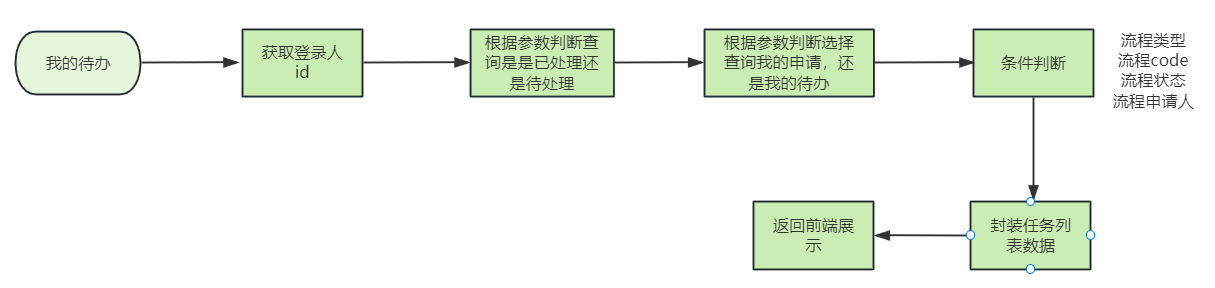 我的待办
获取登录人
id
根据参数判断查
询是是已处理还
是待处理
根据参数判断选择
查询我的申请，还
是我的待办
条件判断
流程类型
流程code
流程状态
流程申请人
返回前端展
示
封装任务列
表数据